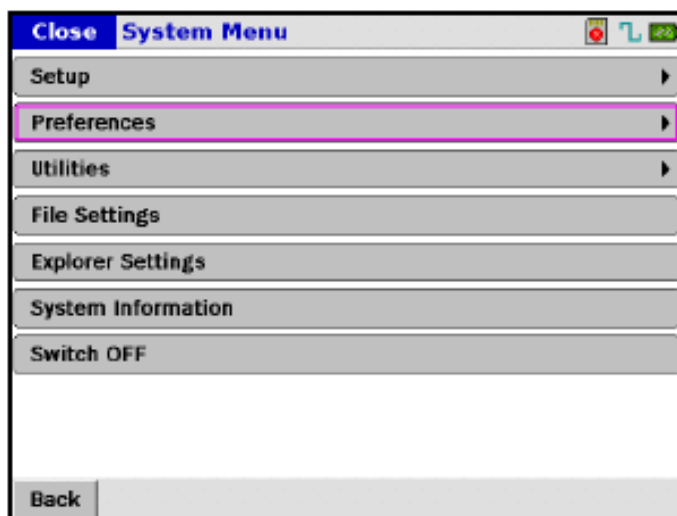 Close System Menu
Setup
Preferences
Utilities
File Settings
Explorer Settings
System Information
Switch OFF
Back